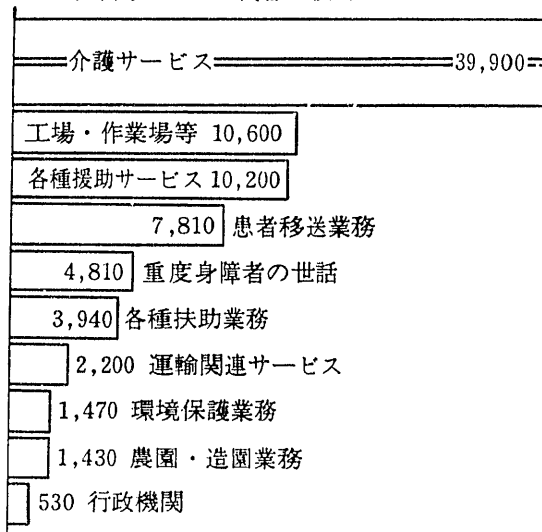 介護サービス 39,900
工場・作業場等 10,600
各種援助サービス 10,200
7,810 患者移送業務
4,810 重度身障者の世話
3,940 各種扶助業務
2,200 運輸関連サービス
1,470 環境保護業務
1,430 農園・造園業務
530 行政機関